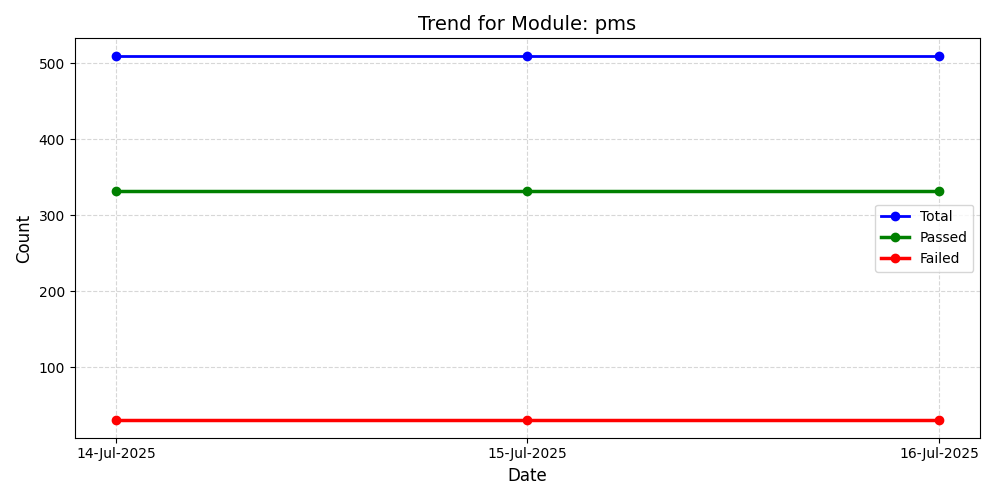 Trend for Module: pms
500
400
300
200
100
Count
Total
Passed
Failed
14-Jul-2025
15-Jul-2025
16-Jul-2025
Date